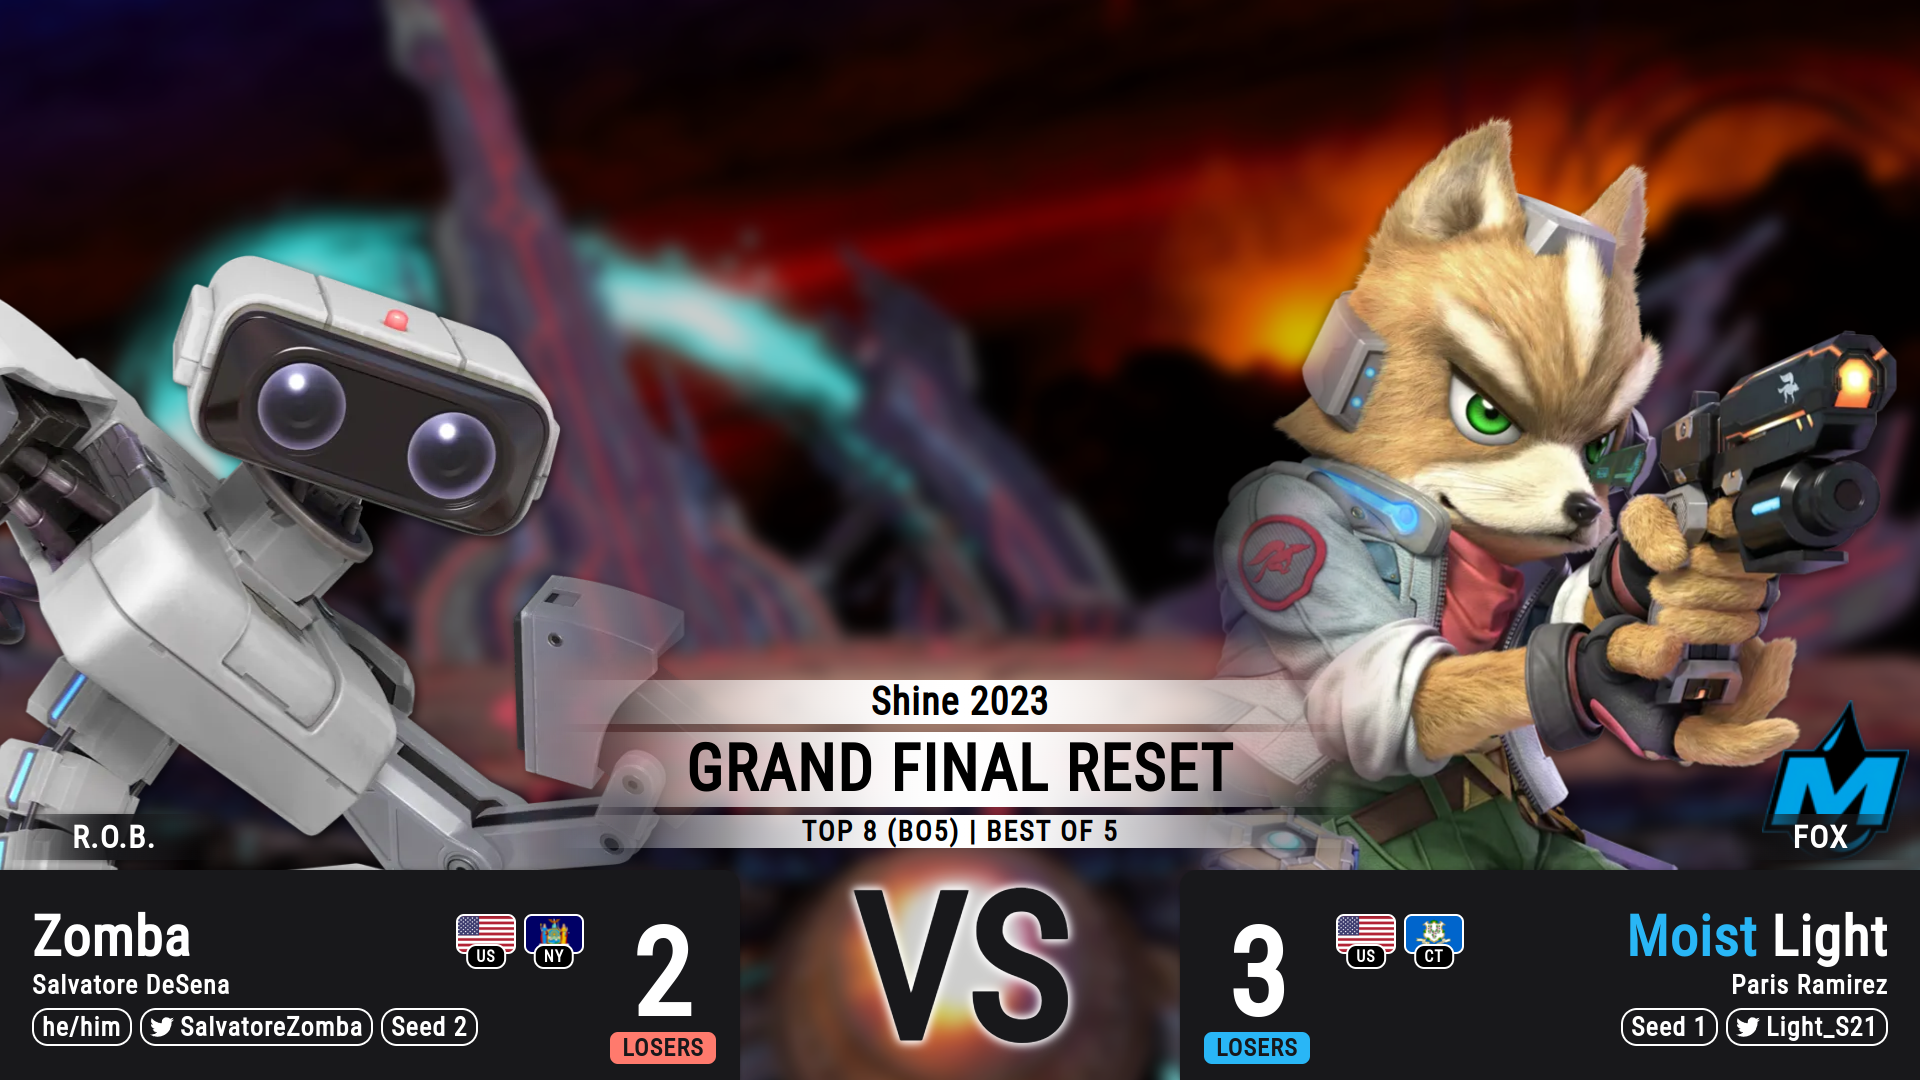 Shine 2023
GRAND FINAL RESET
TOP 8 (BO5) | BEST OF 5
R.O.B.
M
FOX
VS
Zomba
Salvatore DeSena
he/him SalvatoreZomba Seed 2
US NY
2
LOSERS
3
LOSERS
US CT
Moist Light
Paris Ramirez
Seed 1 Light_S21